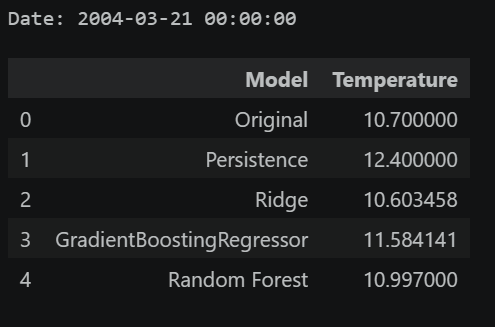 Date: 2004-03-21 00:00:00
Model Temperature
0 Original 10.700000
1 Persistence 12.400000
2 Ridge 10.603458
3 GradientBoostingRegressor 11.584141
4 Random Forest 10.997000